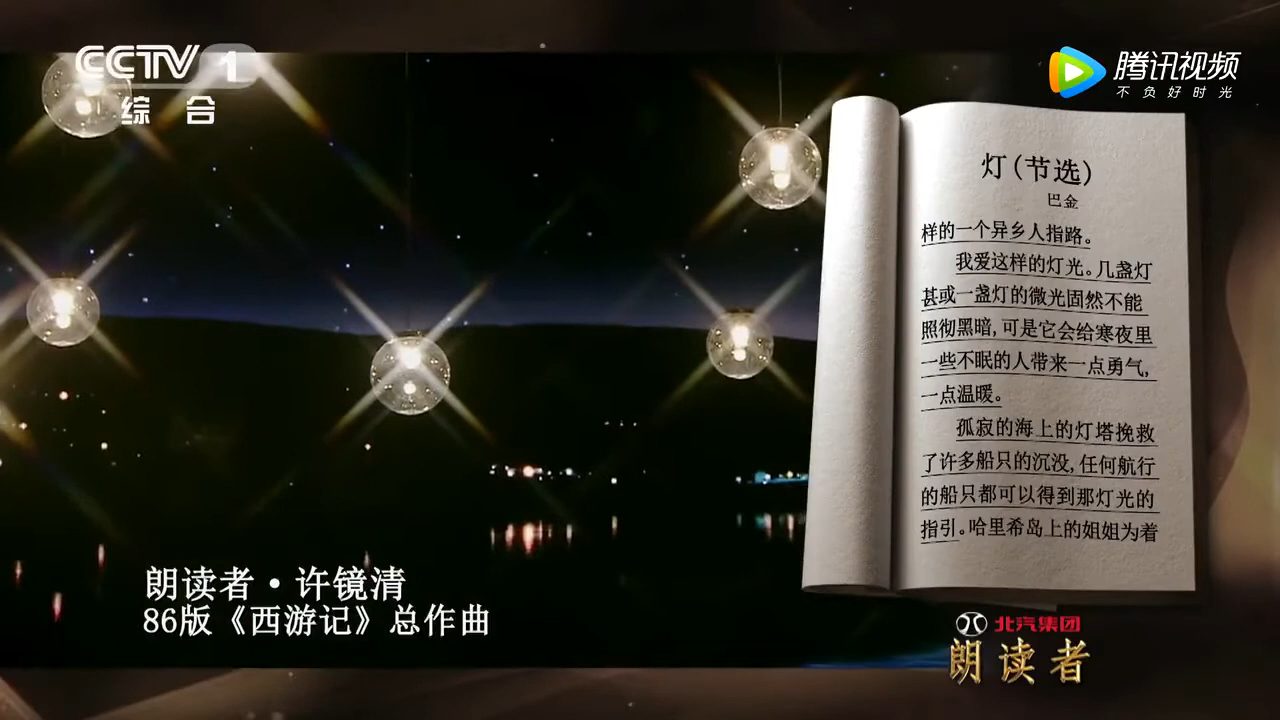 CCTV 1
综合
腾讯视频
不负好时光
灯(节选)
巴金
样的一个异乡人指路。
我爱这样的灯光。几盏灯
甚或一盏灯的微光固然不能
照彻黑暗,可是它会给寒夜里
一些不眠的人带来一点勇气,
一点温暖。
孤寂的海上的灯塔挽救
了许多船只的沉没,任何航行
的船只都可以得到那灯光的
指引。哈里希岛上的姐姐为着
朗读者·许镜清
86版《西游记》总作曲
北汽集团
朗读者